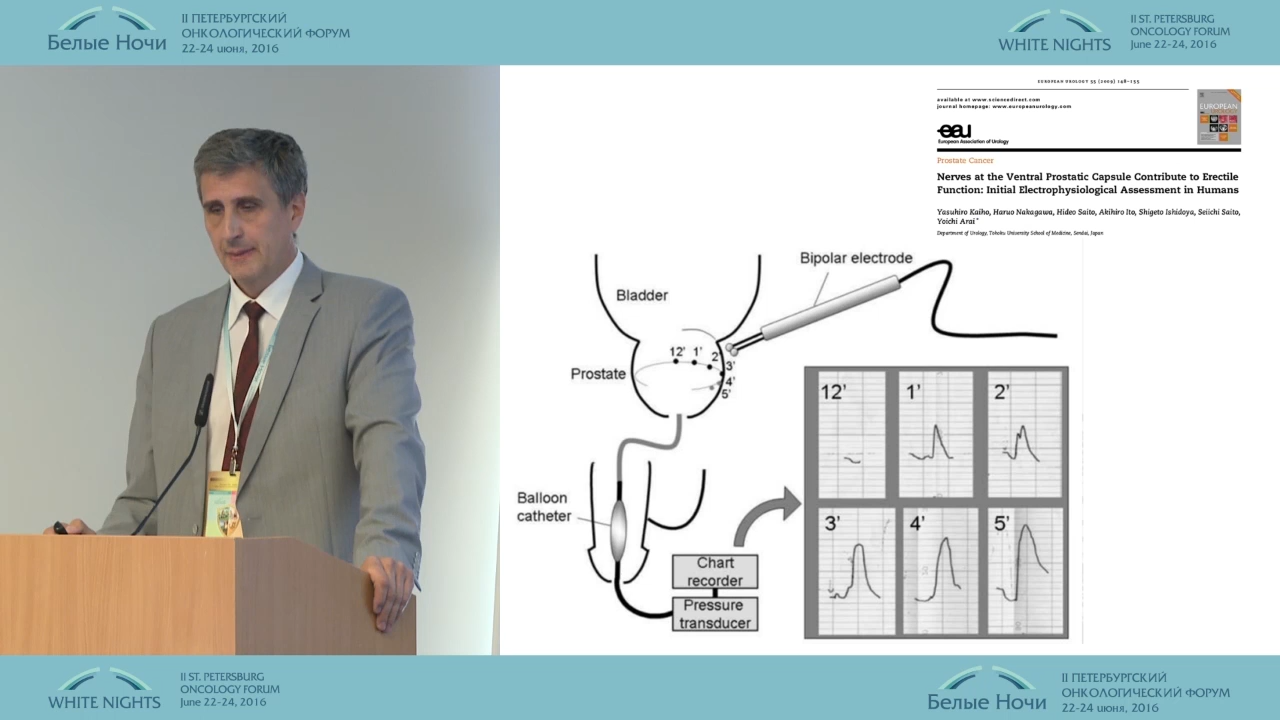 II ПЕТЕРБУРГСКИЙ
ОНКОЛОГИЧЕСКИЙ ФОРУМ
22-24 июня, 2016
Белые Ночи
II ST. PETERSBURG
ONCOLOGY FORUM
June 22-24, 2016
WHITE NIGHTS
EUROPEAN UROLOGY 55 (2009) 148–155
available at www.sciencedirect.com
journal homepage: www.europeanurology.com
EUROPEAN
eau
European Association of Urology
Prostate Cancer
Nerves at the Ventral Prostatic Capsule Contribute to Erectile
Function: Initial Electrophysiological Assessment in Humans
Yasuhiro Kaiho, Haruo Nakagawa, Hideo Saito, Akihiro Ito, Shigeto Ishidoya, Seiichi Saito,
Yoichi Arai *
Department of Urology, Tohoku University School of Medicine, Sendai, Japan
Bipolar electrode
Bladder
12' 1' 2'
3'
Prostate
4'
5'
12'
1'
2'
Balloon
catheter
3'
4'
5'
Chart
recorder
Pressure
transducer
WHITE NIGHTS
II ST. PETERSBURG
ONCOLOGY FORUM
June 22-24, 2016
Белые Ночи
II ПЕТЕРБУРГСКИЙ
ОНКОЛОГИЧЕСКИЙ ФОРУМ
22-24 июня, 2016